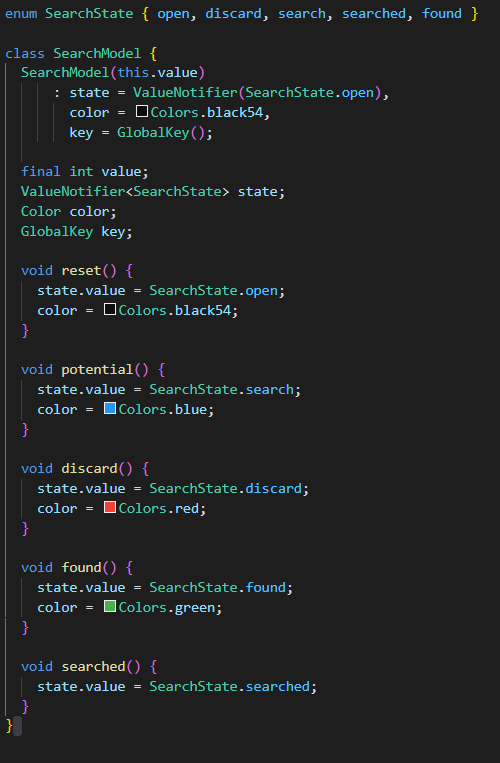 enum SearchState { open, discard, search, searched, found }
class SearchModel {
SearchModel(this.value)
: state = ValueNotifier(SearchState.open),
color = Colors.black54,
key = GlobalKey();
final int value;
ValueNotifier<SearchState> state;
Color color;
GlobalKey key;
void reset() {
state.value = SearchState.open;
color = Colors.black54;
}
void potential() {
state.value = SearchState.search;
color = Colors.blue;
}
void discard() {
state.value = SearchState.discard;
color = Colors.red;
}
void found() {
state.value = SearchState.found;
color = Colors.green;
}
void searched() {
state.value = SearchState.searched;
}
}